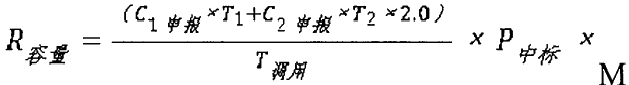 R容量 = (C1申报×T1+C2申报×T2×2.0) / T调用 × P中标 × M